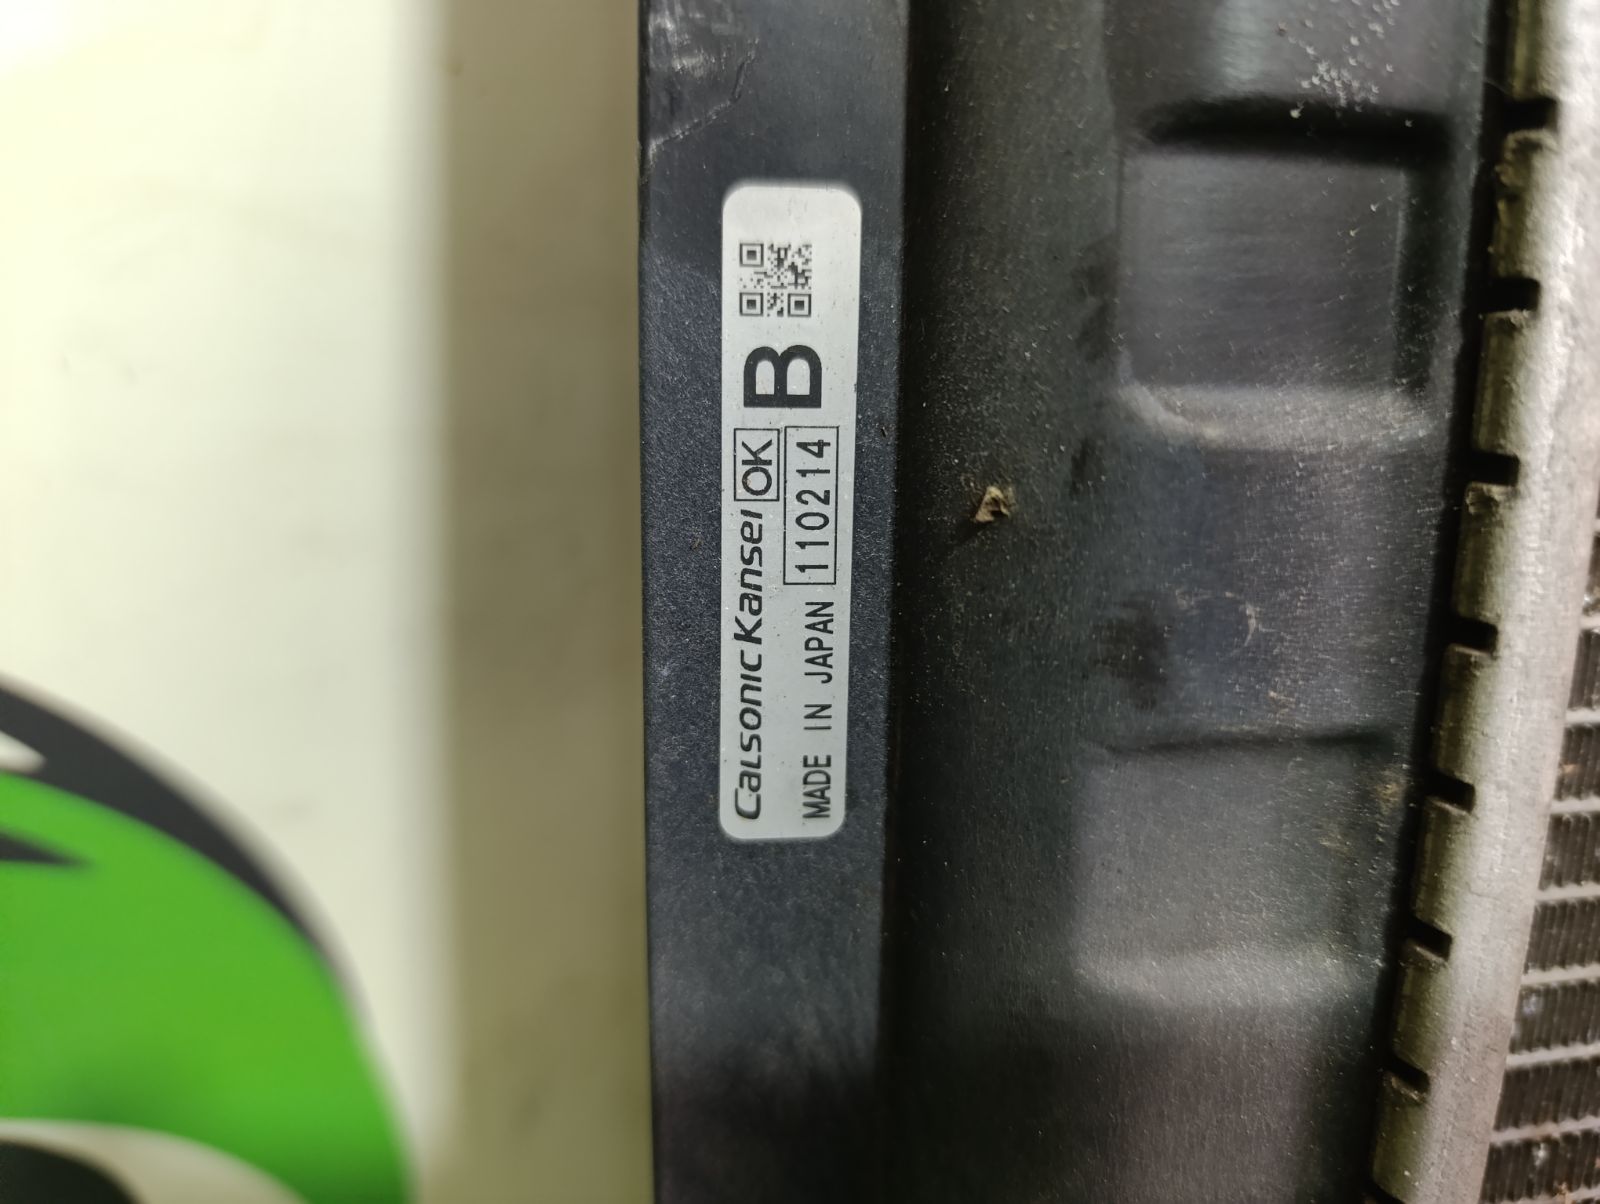 CalsonicKansei OK B
MADE IN JAPAN 110214